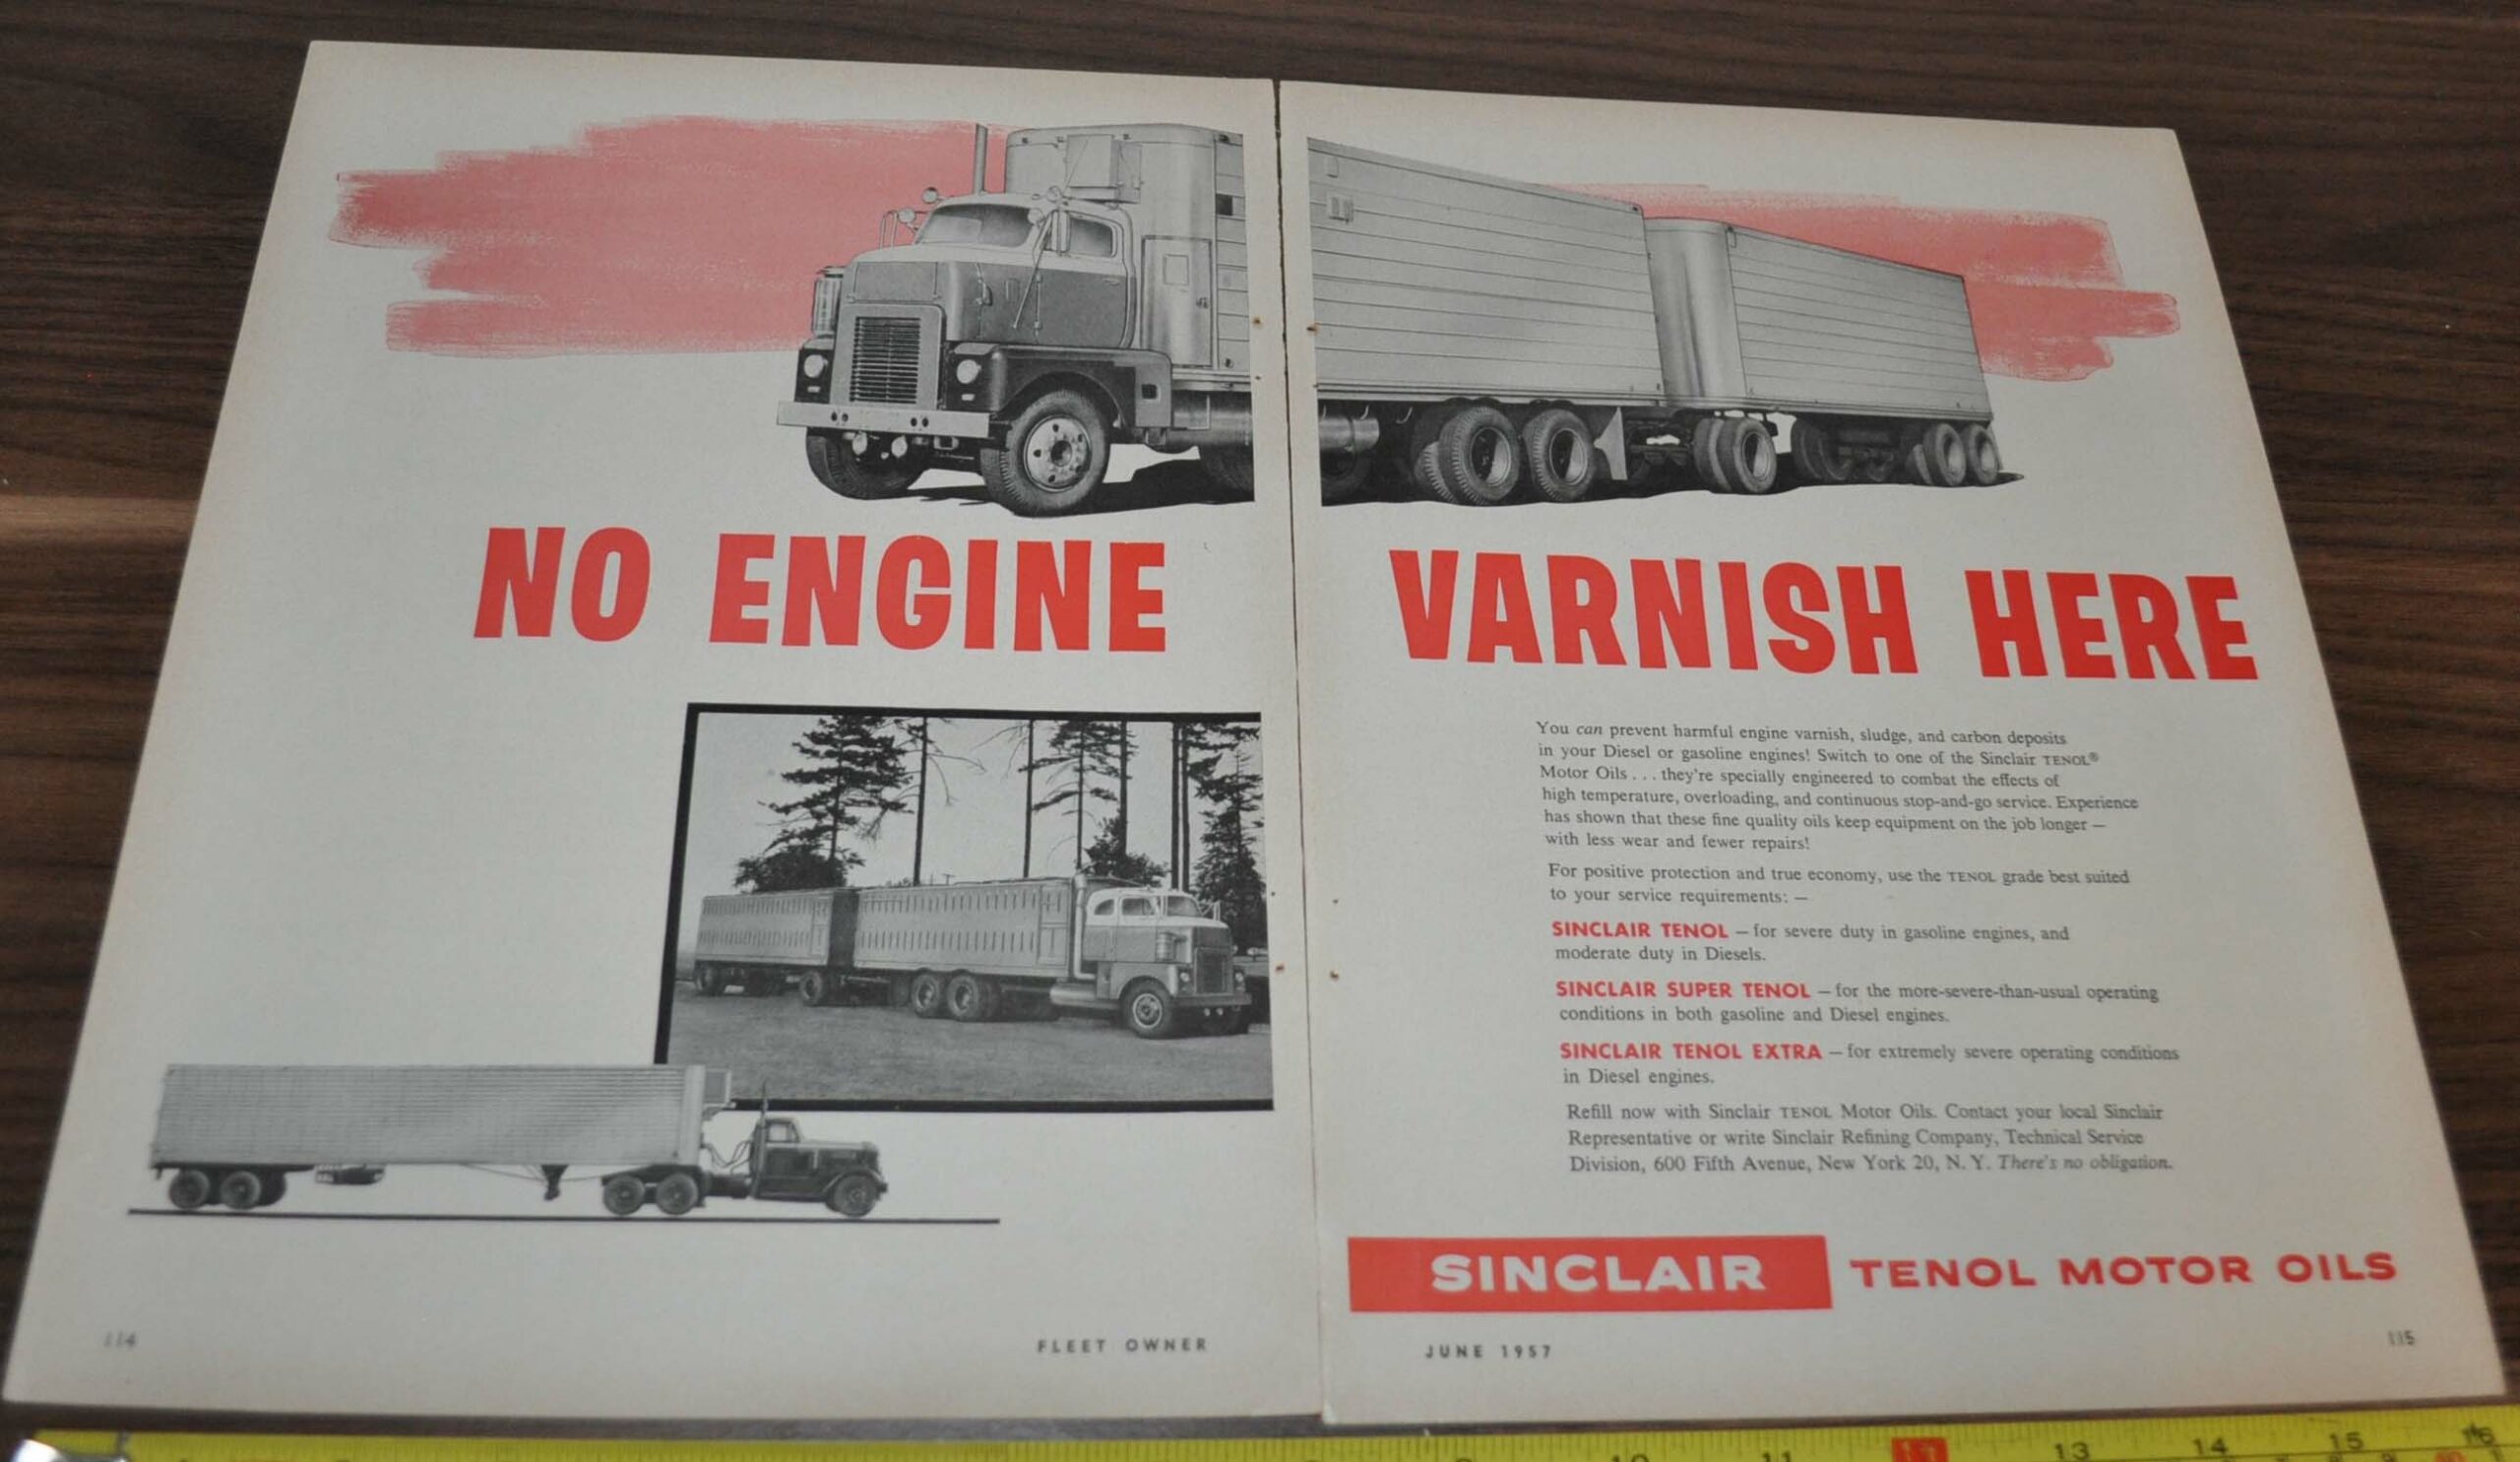 NO ENGINE VARNISH HERE
You can prevent harmful engine varnish, sludge, and carbon deposits
in your Diesel or gasoline engines! Switch to one of the Sinclair TENOL®
Motor Oils . . . they're specially engineered to combat the effects of
high temperature, overloading, and continuous stop-and-go service. Experience
has shown that these fine quality oils keep equipment on the job longer —
with less wear and fewer repairs!
For positive protection and true economy, use the TENOL grade best suited
to your service requirements: —
SINCLAIR TENOL — for severe duty in gasoline engines, and
moderate duty in Diesels.
SINCLAIR SUPER TENOL — for the more-severe-than-usual operating
conditions in both gasoline and Diesel engines.
SINCLAIR TENOL EXTRA — for extremely severe operating conditions
in Diesel engines.
Refill now with Sinclair TENOL Motor Oils. Contact your local Sinclair
Representative or write Sinclair Refining Company, Technical Service
Division, 600 Fifth Avenue, New York 20, N. Y. There's no obligation.
SINCLAIR TENOL MOTOR OILS
114
FLEET OWNER
JUNE 1957
115
10 11 13 14 15